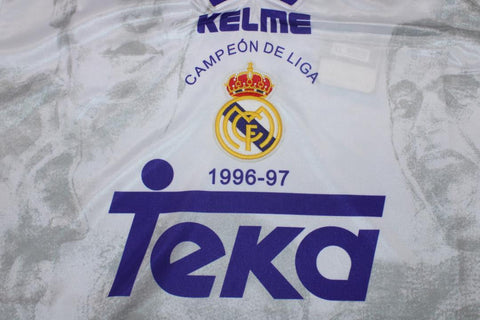 KELME
CAMPEÓN DE LIGA
1996-97
Teka